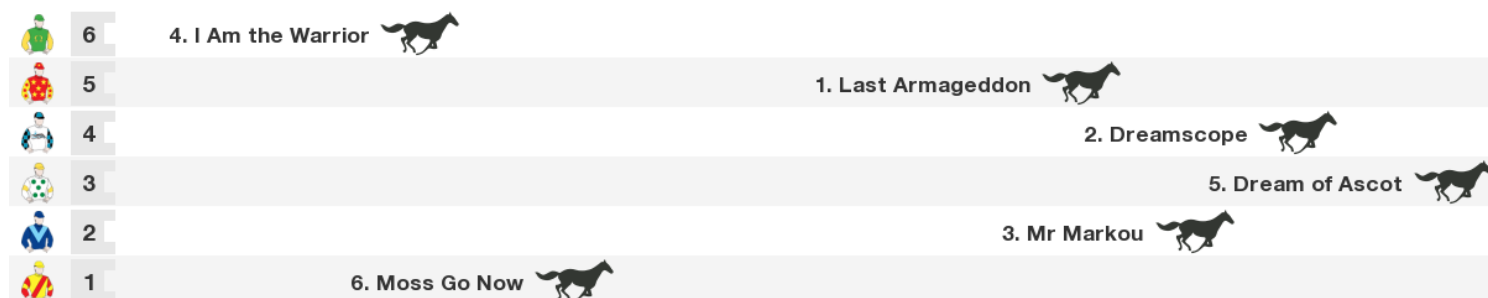 6 4. I Am the Warrior
5 1. Last Armageddon
4 2. Dreamscope
3 5. Dream of Ascot
2 3. Mr Markou
1 6. Moss Go Now